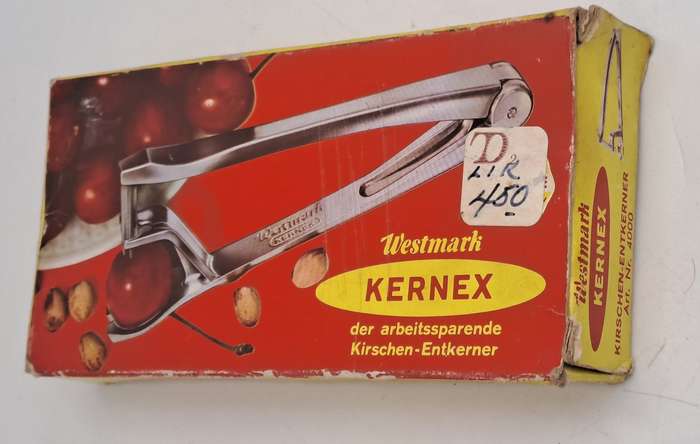 D
LIR
450
Westmark
KERNEX
Westmark
KERNEX
der arbeitssparende
Kirschen-Entkerner
Westmark
KERNEX
KIRSCHEN-ENTKERNER
Art. Nr. 4000